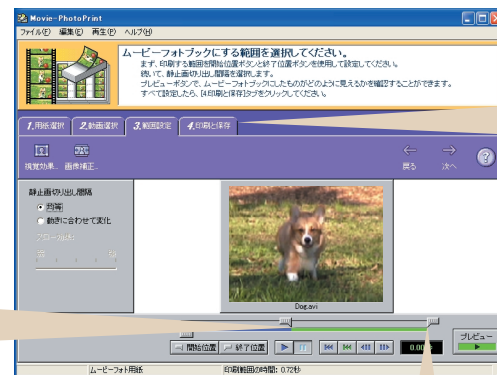 Movie-PhotoPrint
ファイル(F) 編集(E) 再生(P) ヘルプ(H)
ムービーフォトブックにする範囲を選択してください。
まず、印刷する範囲を開始位置ボタンと終了位置ボタンを使用して設定してください。
続いて、静止画切り出し間隔を選択します。
プレビューボタンで、ムービーフォトブックにしたものがどのように見えるかを確認することができます。
すべて設定したら、[4.印刷と保存]タブをクリックしてください。
1.用紙選択 2.動画選択 3.範囲設定 4.印刷と保存
視覚効果... 画像補正... 戻る 次へ
静止画切り出し間隔
均等
動きに合わせて変化
Dog.avi
開始位置 終了位置 プレビュー
ムービーフォト用紙 印刷範囲の時間: 0.72秒